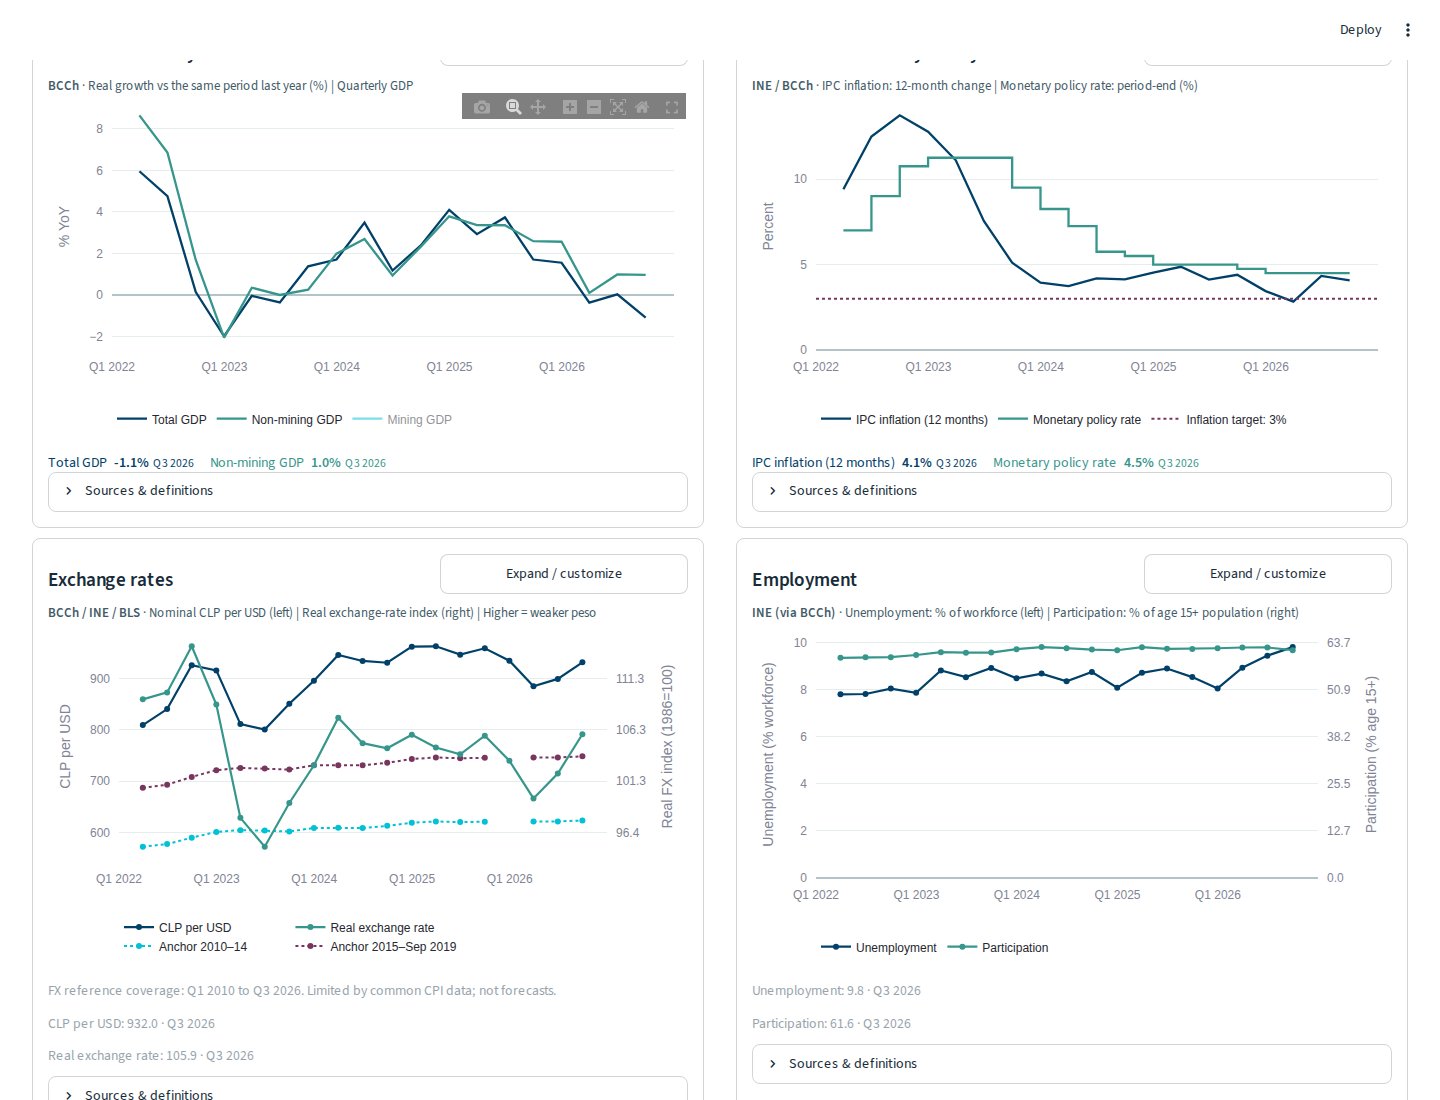 Deploy
BCCh · Real growth vs the same period last year (%) | Quarterly GDP
8
6
4
2
0
−2
% YoY
Q1 2022 Q1 2023 Q1 2024 Q1 2025 Q1 2026
Total GDP Non-mining GDP Mining GDP
Total GDP -1.1% Q3 2026 Non-mining GDP 1.0% Q3 2026
Sources & definitions
INE / BCCh · IPC inflation: 12-month change | Monetary policy rate: period-end (%)
10
5
0
Percent
Q1 2022 Q1 2023 Q1 2024 Q1 2025 Q1 2026
IPC inflation (12 months) Monetary policy rate Inflation target: 3%
IPC inflation (12 months) 4.1% Q3 2026 Monetary policy rate 4.5% Q3 2026
Sources & definitions
Exchange rates
Expand / customize
BCCh / INE / BLS · Nominal CLP per USD (left) | Real exchange-rate index (right) | Higher = weaker peso
900 111.3
800 106.3
700 101.3
600 96.4
CLP per USD
Real FX index (1986=100)
Q1 2022 Q1 2023 Q1 2024 Q1 2025 Q1 2026
CLP per USD Real exchange rate
Anchor 2010–14 Anchor 2015–Sep 2019
FX reference coverage: Q1 2010 to Q3 2026. Limited by common CPI data; not forecasts.
CLP per USD: 932.0 · Q3 2026
Real exchange rate: 105.9 · Q3 2026
Sources & definitions
Employment
Expand / customize
INE (via BCCh) · Unemployment: % of workforce (left) | Participation: % of age 15+ population (right)
10 63.7
8 50.9
6 38.2
4 25.5
2 12.7
0 0.0
Unemployment (% workforce)
Participation (% age 15+)
Q1 2022 Q1 2023 Q1 2024 Q1 2025 Q1 2026
Unemployment Participation
Unemployment: 9.8 · Q3 2026
Participation: 61.6 · Q3 2026
Sources & definitions